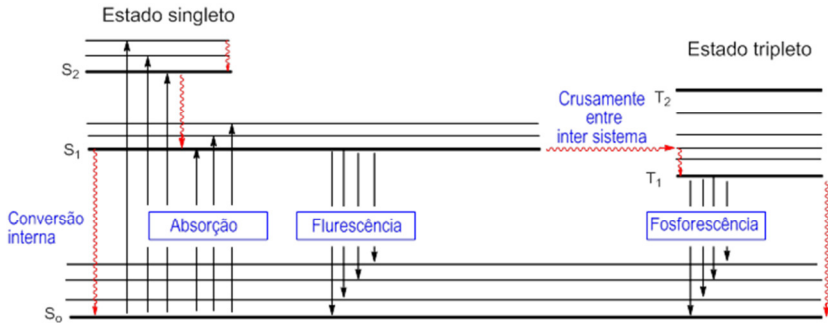 Estado singleto
Estado tripleto
S2
T2
Crusamente
entre
inter sistema
S1
T1
Conversão
interna
Absorção
Flurescência
Fosforescência
So